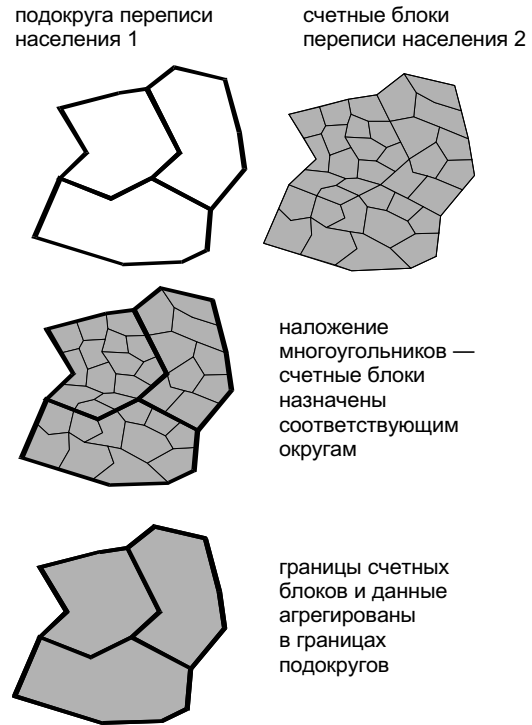 подокруга переписи
населения 1
счетные блоки
переписи населения 2
наложение
многоугольников —
счетные блоки
назначены
соответствующим
округам
границы счетных
блоков и данные
агрегированы
в границах
подокругов